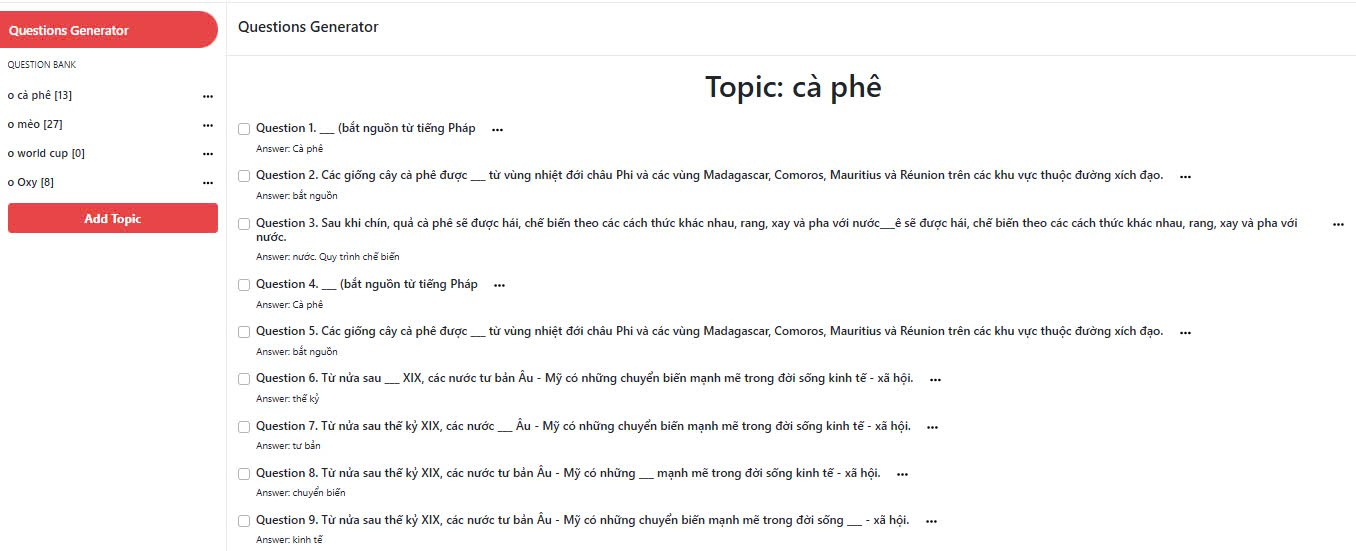 Questions Generator
Questions Generator
QUESTION BANK
o cà phê [13] •••
o mèo [27] •••
o world cup [0] •••
o Oxy [8] •••
Add Topic
Topic: cà phê
Question 1. ___ (bắt nguồn từ tiếng Pháp •••
Answer: Cà phê
Question 2. Các giống cây cà phê được ___ từ vùng nhiệt đới châu Phi và các vùng Madagascar, Comoros, Mauritius và Réunion trên các khu vực thuộc đường xích đạo. •••
Answer: bắt nguồn
Question 3. Sau khi chín, quả cà phê sẽ được hái, chế biến theo các cách thức khác nhau, rang, xay và pha với nước___ê sẽ được hái, chế biến theo các cách thức khác nhau, rang, xay và pha với •••
nước.
Answer: nước. Quy trình chế biến
Question 4. ___ (bắt nguồn từ tiếng Pháp •••
Answer: Cà phê
Question 5. Các giống cây cà phê được ___ từ vùng nhiệt đới châu Phi và các vùng Madagascar, Comoros, Mauritius và Réunion trên các khu vực thuộc đường xích đạo. •••
Answer: bắt nguồn
Question 6. Từ nửa sau ___ XIX, các nước tư bản Âu - Mỹ có những chuyển biến mạnh mẽ trong đời sống kinh tế - xã hội. •••
Answer: thế kỷ
Question 7. Từ nửa sau thế kỷ XIX, các nước ___ Âu - Mỹ có những chuyển biến mạnh mẽ trong đời sống kinh tế - xã hội. •••
Answer: tư bản
Question 8. Từ nửa sau thế kỷ XIX, các nước tư bản Âu - Mỹ có những ___ mạnh mẽ trong đời sống kinh tế - xã hội. •••
Answer: chuyển biến
Question 9. Từ nửa sau thế kỷ XIX, các nước tư bản Âu - Mỹ có những chuyển biến mạnh mẽ trong đời sống ___ - xã hội. •••
Answer: kinh tế